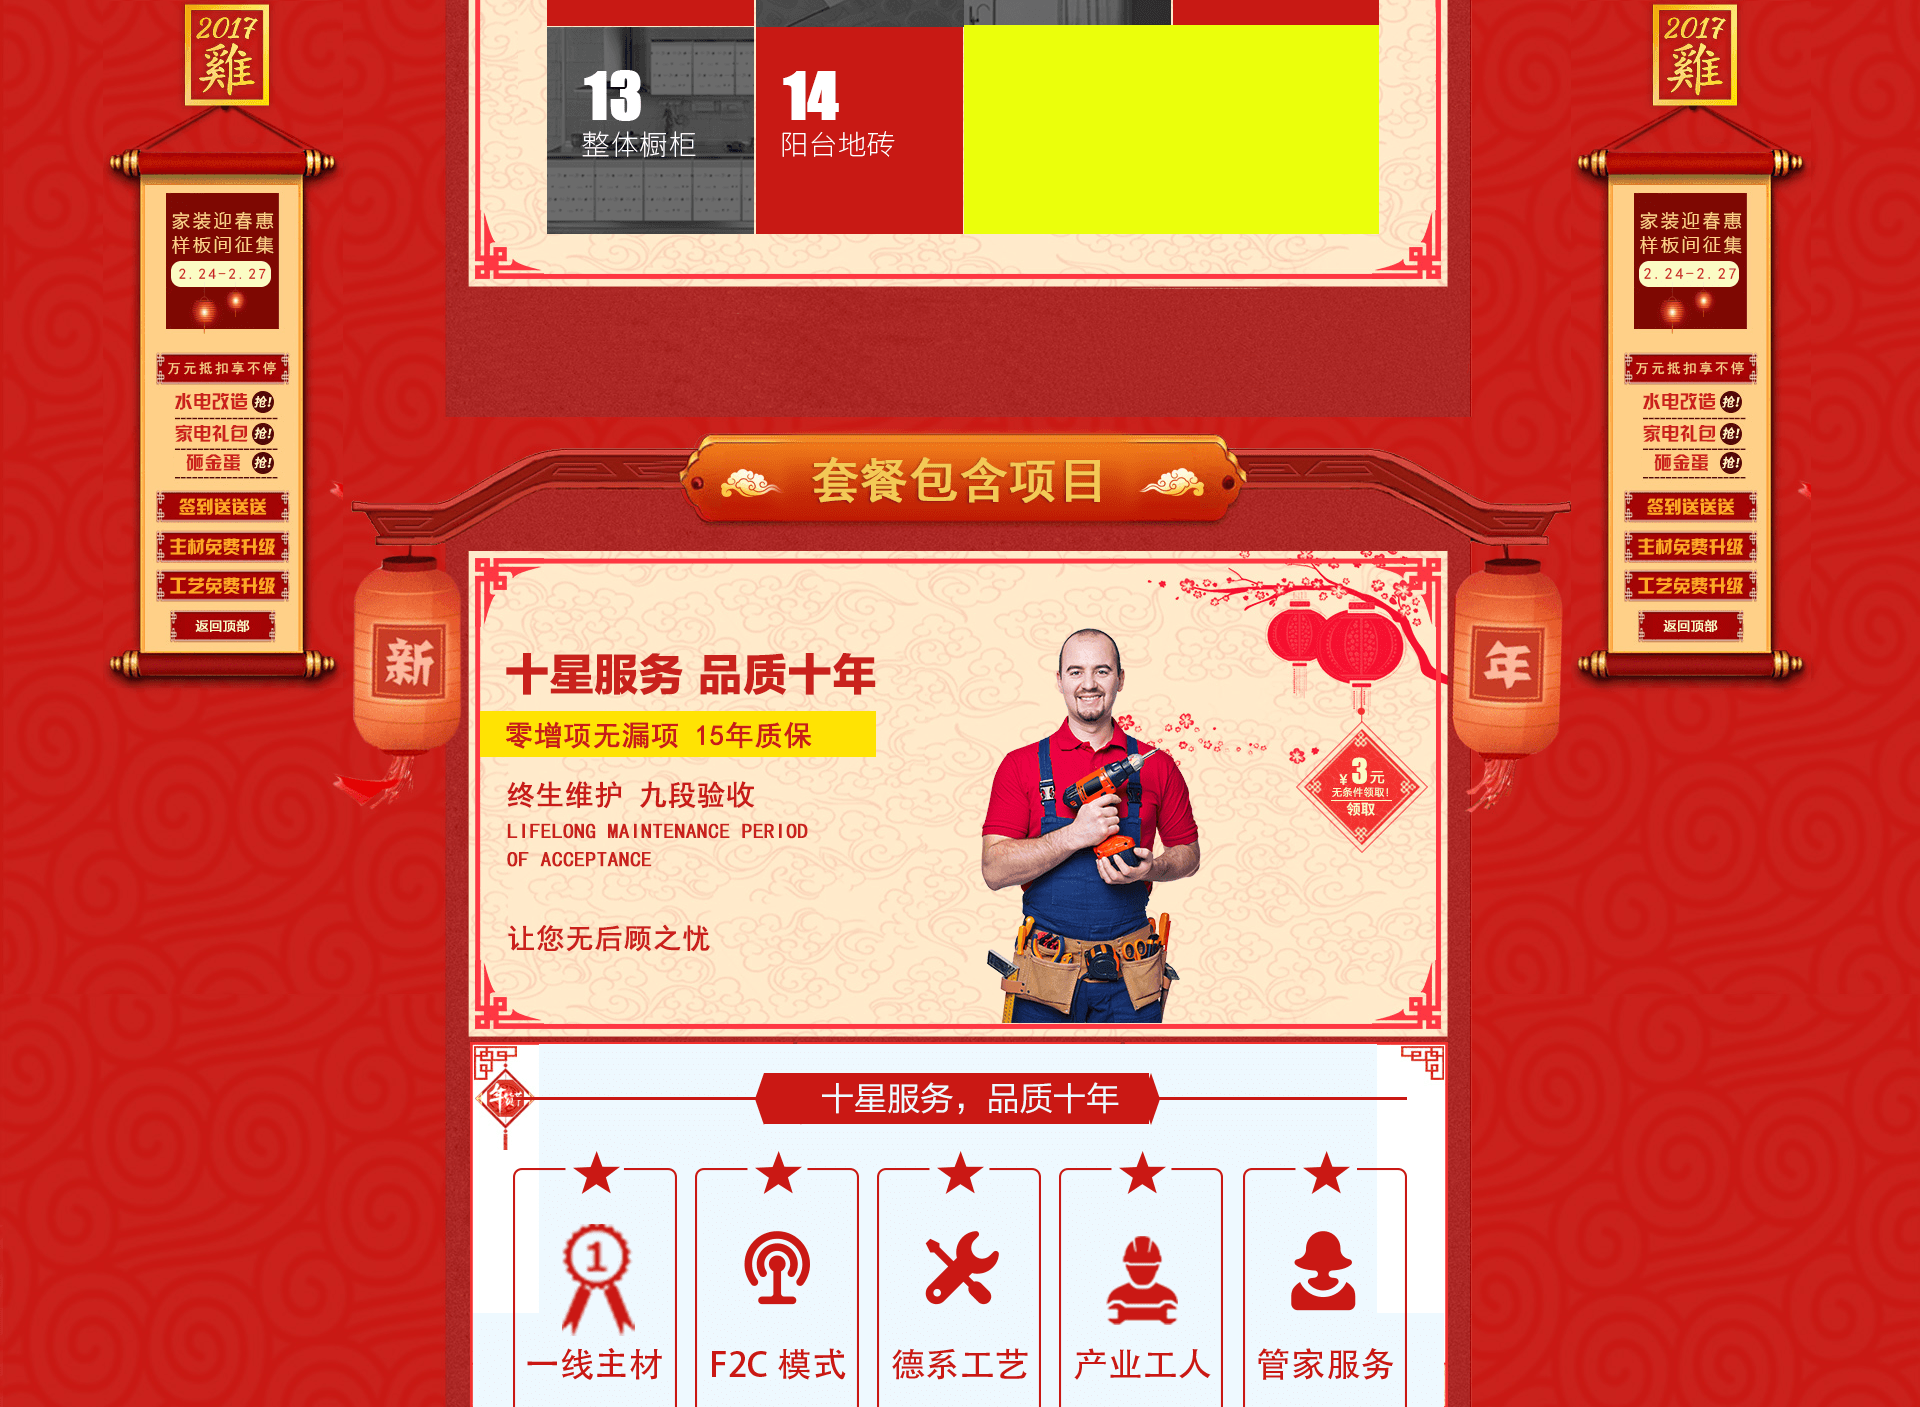 2017
雞
家装迎春惠
样板间征集
2.24-2.27
万元抵扣享不停
水电改造 抢!
家电礼包 抢!
砸金蛋 抢!
签到送送送
主材免费升级
工艺免费升级
返回顶部
13
整体橱柜
14
阳台地砖
套餐包含项目
新
年
十星服务 品质十年
零增项无漏项 15年质保
终生维护 九段验收
LIFELONG MAINTENANCE PERIOD
OF ACCEPTANCE
让您无后顾之忧
¥3元
无条件领取!
领取
年
十星服务，品质十年
1
一线主材
F2C 模式
德系工艺
产业工人
管家服务
2017
雞
家装迎春惠
样板间征集
2.24-2.27
万元抵扣享不停
水电改造 抢!
家电礼包 抢!
砸金蛋 抢!
签到送送送
主材免费升级
工艺免费升级
返回顶部